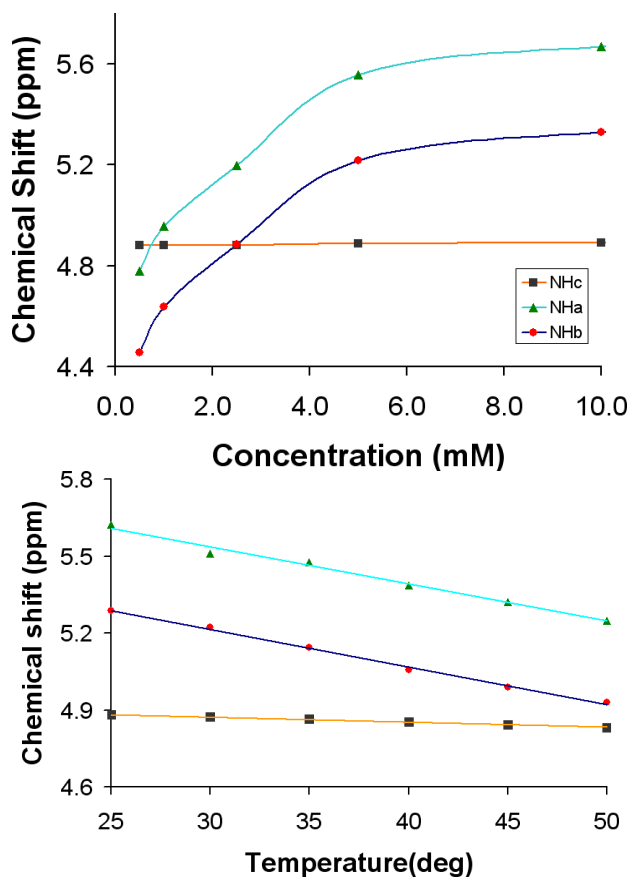 Chemical Shift (ppm)
5.6
5.2
4.8
4.4
NHc
NHa
NHb
0.0 2.0 4.0 6.0 8.0 10.0
Concentration (mM)
Chemical shift (ppm)
5.8
5.5
5.2
4.9
4.6
25 30 35 40 45 50
Temperature(deg)